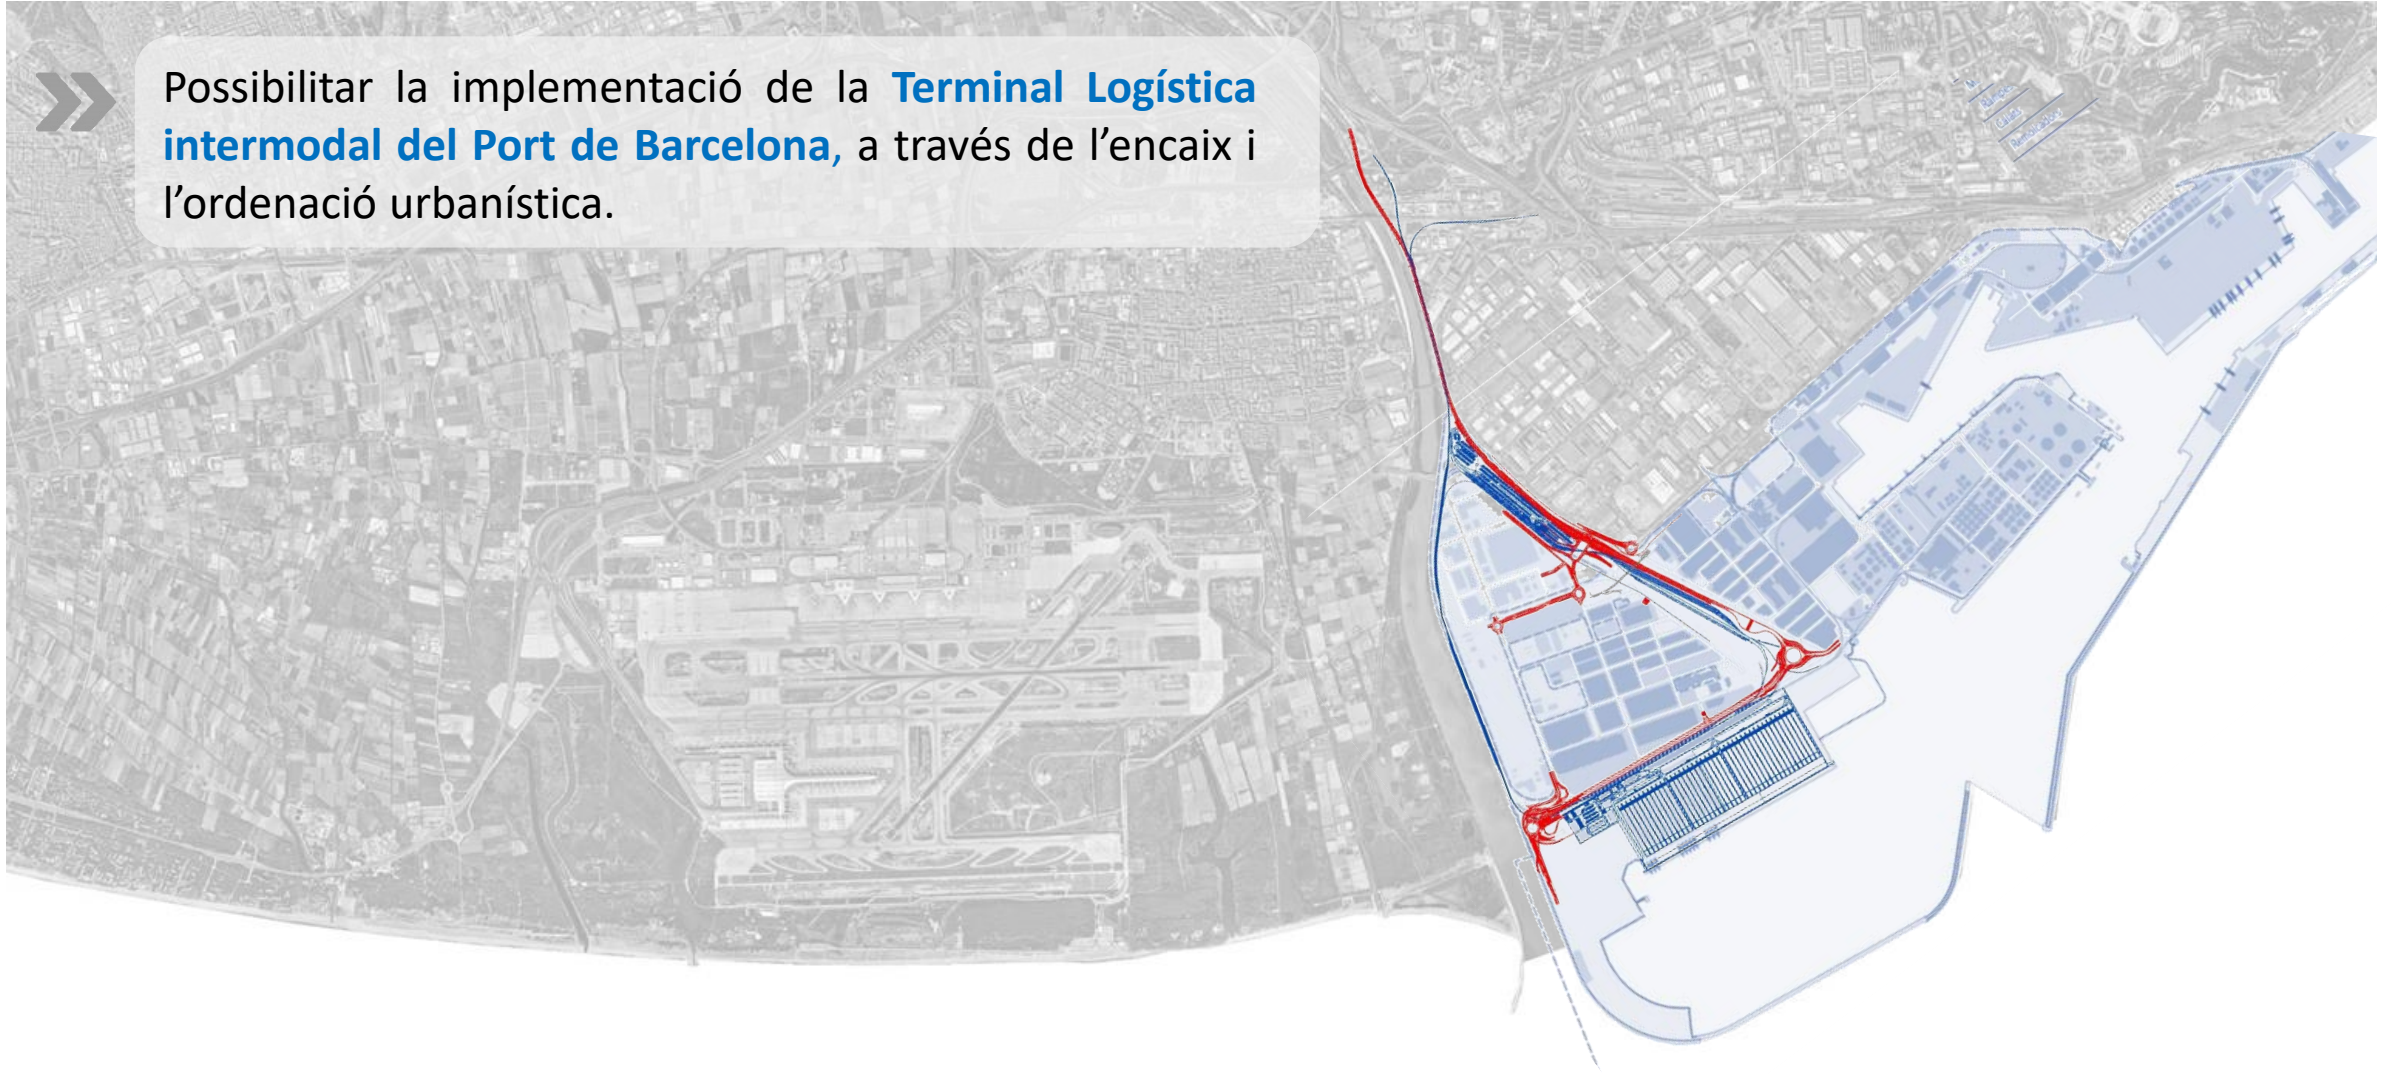 Possibilitar la implementació de la Terminal Logística
intermodal del Port de Barcelona, a través de l’encaix i
l’ordenació urbanística.